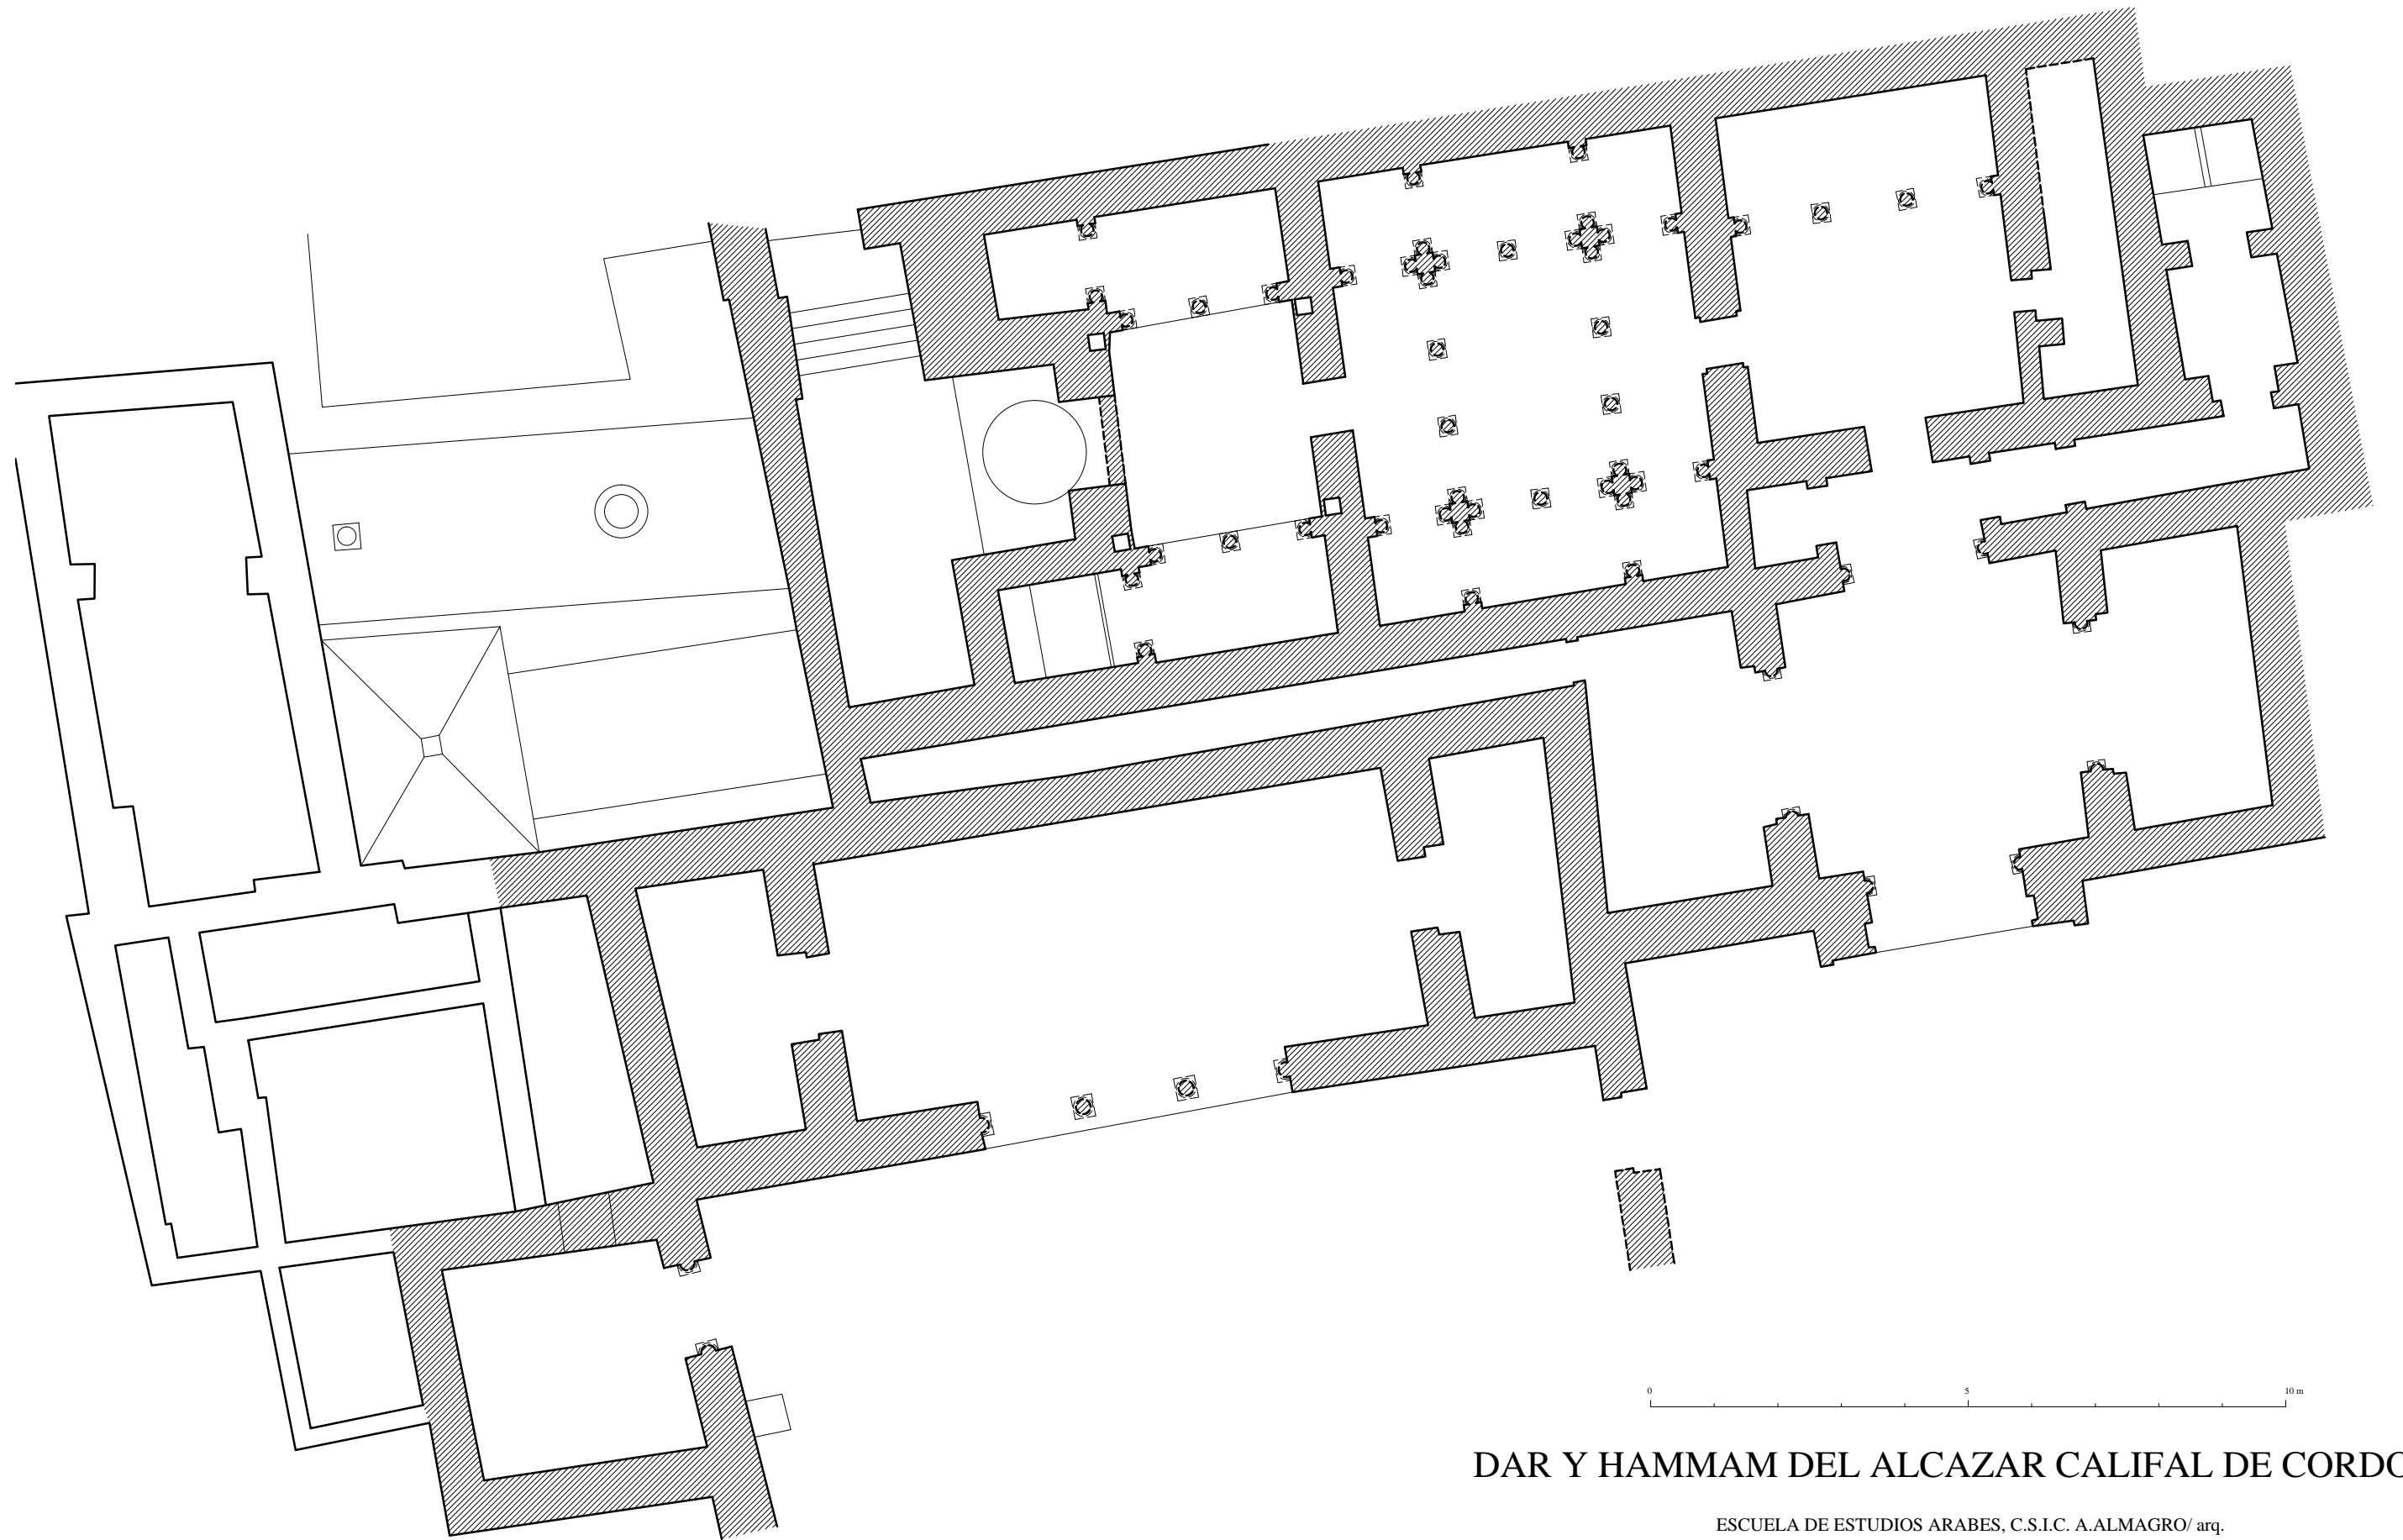 0 5 10 m
DAR Y HAMMAM DEL ALCAZAR CALIFAL DE CORDO
ESCUELA DE ESTUDIOS ARABES, C.S.I.C. A.ALMAGRO/ arq.